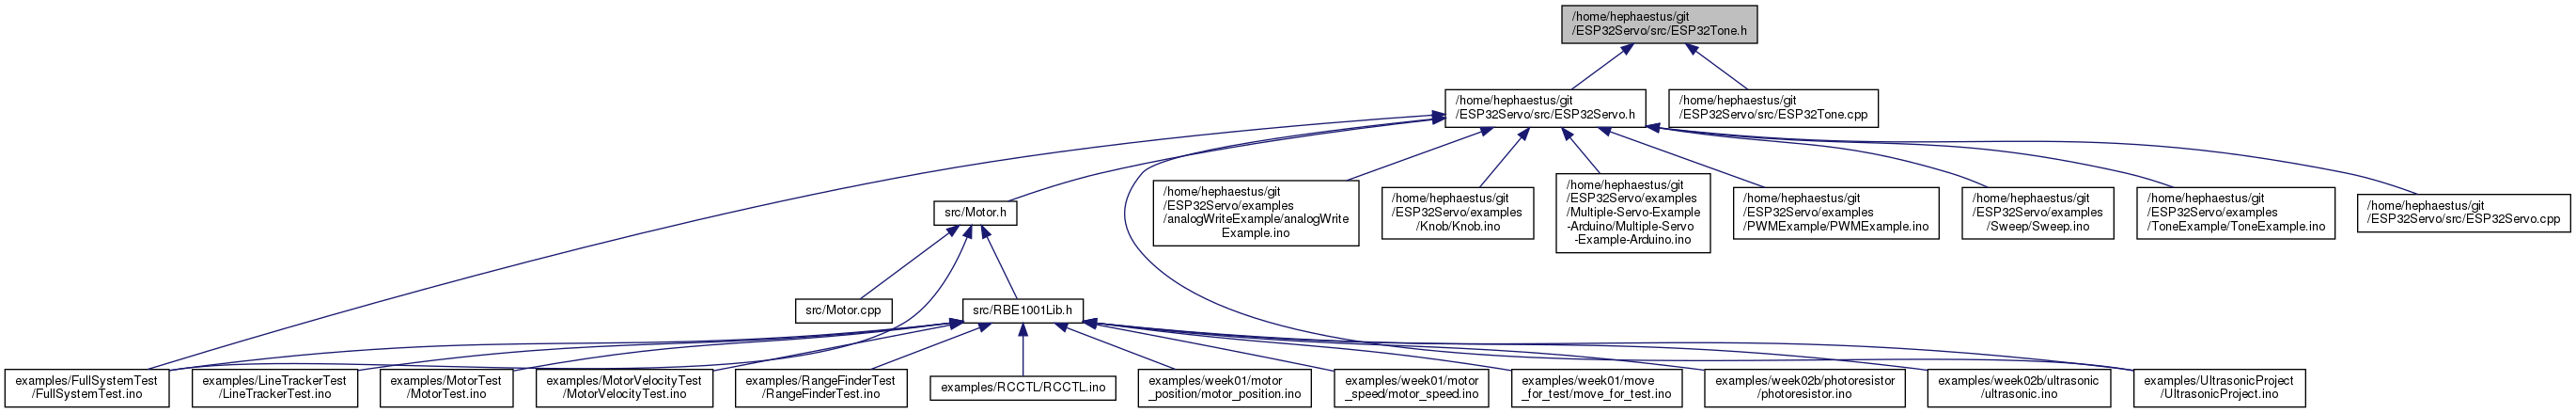 /home/hephaestus/git
/ESP32Servo/src/ESP32Tone.h
/home/hephaestus/git
/ESP32Servo/src/ESP32Servo.h
/home/hephaestus/git
/ESP32Servo/src/ESP32Tone.cpp
src/Motor.h
/home/hephaestus/git
/ESP32Servo/examples
/analogWriteExample/analogWrite
Example.ino
/home/hephaestus/git
/ESP32Servo/examples
/Knob/Knob.ino
/home/hephaestus/git
/ESP32Servo/examples
/Multiple-Servo-Example
-Arduino/Multiple-Servo
-Example-Arduino.ino
/home/hephaestus/git
/ESP32Servo/examples
/PWMExample/PWMExample.ino
/home/hephaestus/git
/ESP32Servo/examples
/Sweep/Sweep.ino
/home/hephaestus/git
/ESP32Servo/examples
/ToneExample/ToneExample.ino
/home/hephaestus/git
/ESP32Servo/src/ESP32Servo.cpp
src/Motor.cpp
src/RBE1001Lib.h
examples/FullSystemTest
/FullSystemTest.ino
examples/LineTrackerTest
/LineTrackerTest.ino
examples/MotorTest
/MotorTest.ino
examples/MotorVelocityTest
/MotorVelocityTest.ino
examples/RangeFinderTest
/RangeFinderTest.ino
examples/RCCTL/RCCTL.ino
examples/week01/motor
_position/motor_position.ino
examples/week01/motor
_speed/motor_speed.ino
examples/week01/move
_for_test/move_for_test.ino
examples/week02b/photoresistor
/photoresistor.ino
examples/week02b/ultrasonic
/ultrasonic.ino
examples/UltrasonicProject
/UltrasonicProject.ino